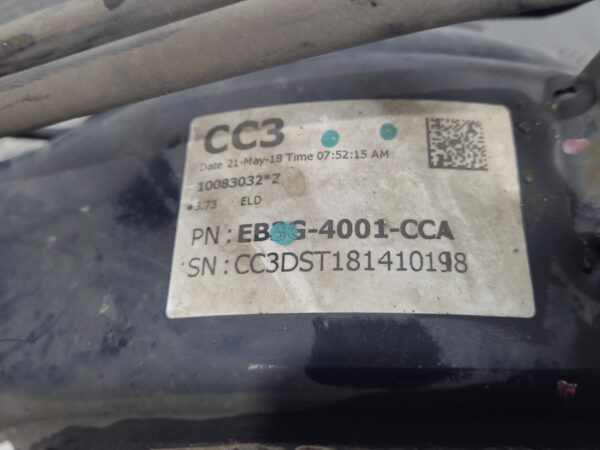 CC3
Date 21-May-18 Time 07:52:15 AM
10083032*Z
*3.73 ELD
PN : EB3G-4001-CCA
SN : CC3DST181410198